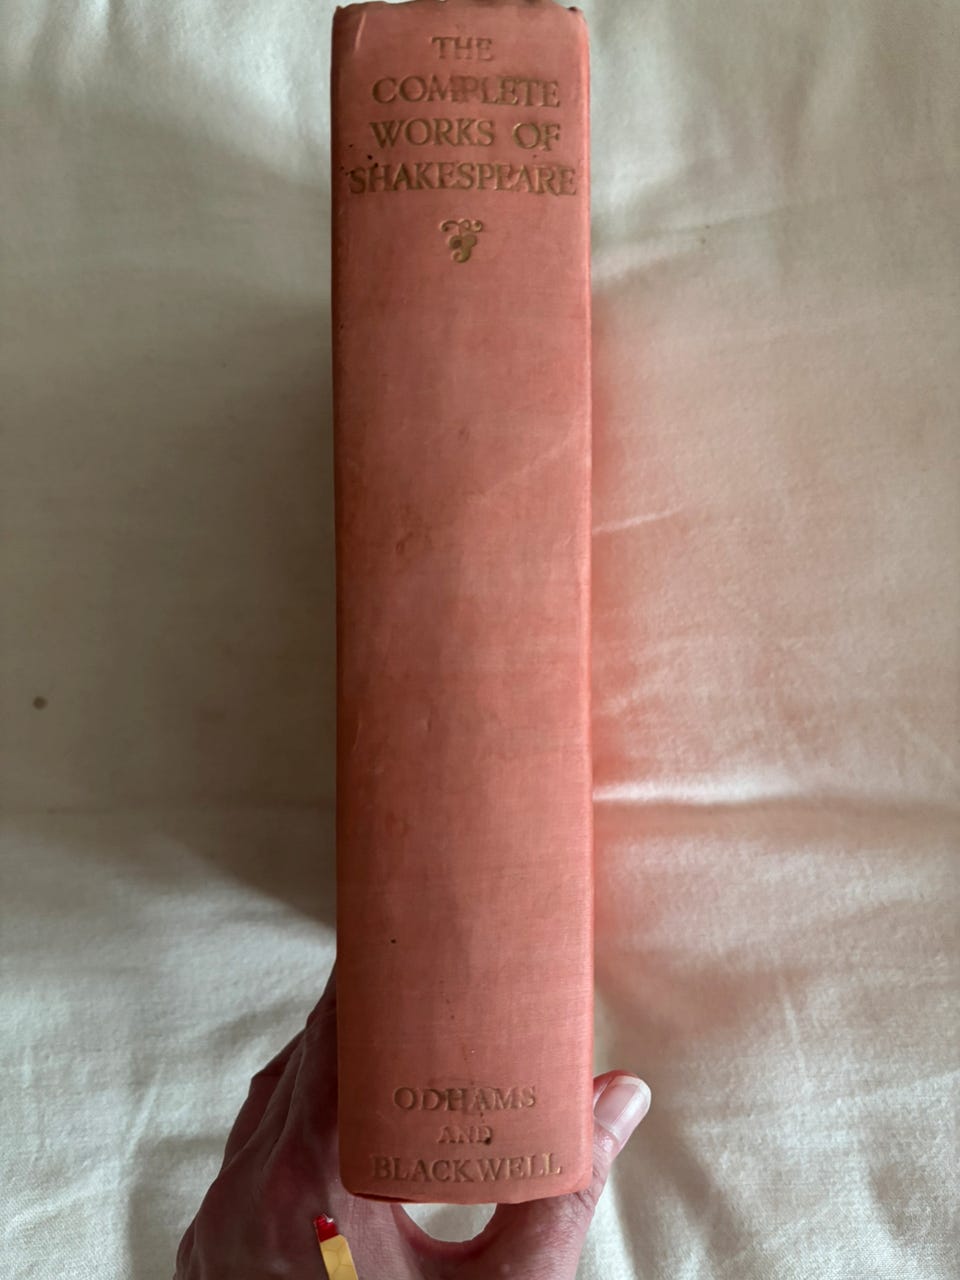 THE
COMPLETE
WORKS OF
SHAKESPEARE
ODHAMS
AND
BLACKWELL